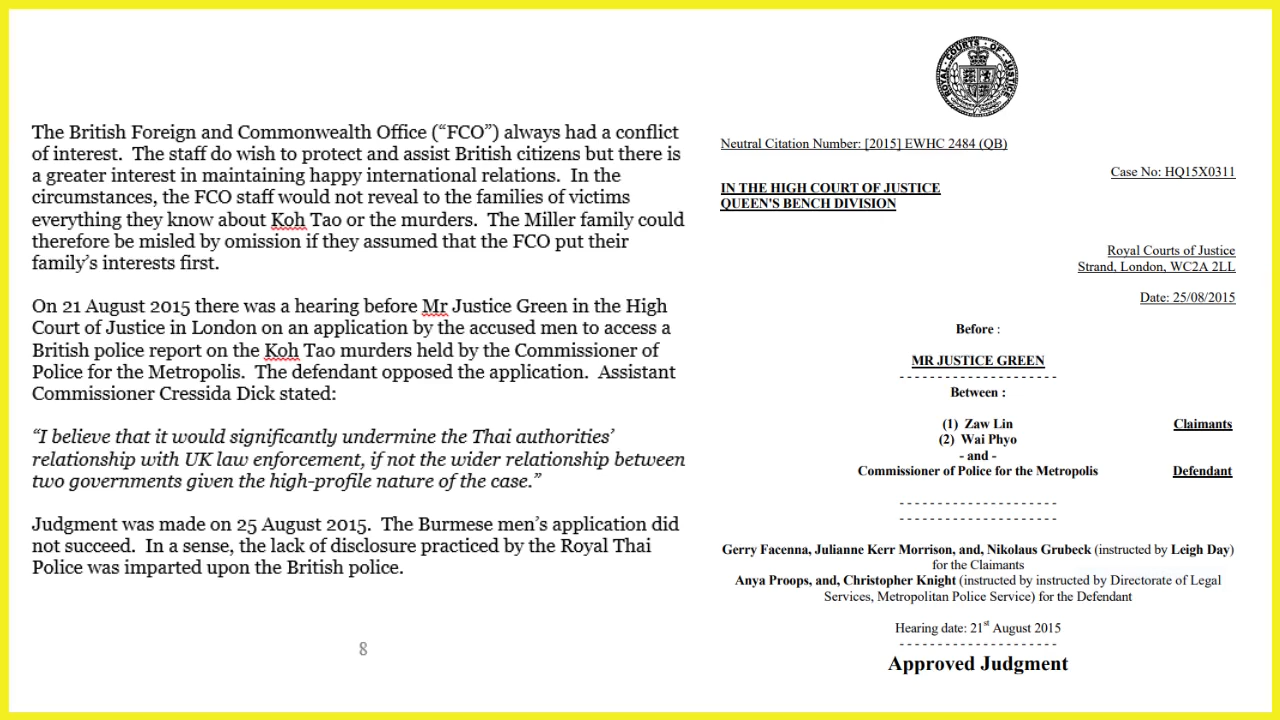 The British Foreign and Commonwealth Office (“FCO”) always had a conflict
of interest.  The staff do wish to protect and assist British citizens but there is
a greater interest in maintaining happy international relations.  In the
circumstances, the FCO staff would not reveal to the families of victims
everything they know about Koh Tao or the murders.  The Miller family could
therefore be misled by omission if they assumed that the FCO put their
family’s interests first.
On 21 August 2015 there was a hearing before Mr Justice Green in the High
Court of Justice in London on an application by the accused men to access a
British police report on the Koh Tao murders held by the Commissioner of
Police for the Metropolis.  The defendant opposed the application.  Assistant
Commissioner Cressida Dick stated:
“I believe that it would significantly undermine the Thai authorities’
relationship with UK law enforcement, if not the wider relationship between
two governments given the high-profile nature of the case.”
Judgment was made on 25 August 2015.  The Burmese men’s application did
not succeed.  In a sense, the lack of disclosure practiced by the Royal Thai
Police was imparted upon the British police.
8
ROYAL · COURTS · OF · JUSTICE
Neutral Citation Number: [2015] EWHC 2484 (QB)
Case No: HQ15X0311
IN THE HIGH COURT OF JUSTICE
QUEEN'S BENCH DIVISION
Royal Courts of Justice
Strand, London, WC2A 2LL
Date: 25/08/2015
Before :
MR JUSTICE GREEN
- - - - - - - - - - - - - - - - - - - - -
Between :
(1) Zaw Lin Claimants
(2) Wai Phyo
- and -
Commissioner of Police for the Metropolis Defendant
- - - - - - - - - - - - - - - - - - - - -
- - - - - - - - - - - - - - - - - - - - -
Gerry Facenna, Julianne Kerr Morrison, and, Nikolaus Grubeck (instructed by Leigh Day)
for the Claimants
Anya Proops, and, Christopher Knight (instructed by instructed by Directorate of Legal
Services, Metropolitan Police Service) for the Defendant
Hearing date: 21st August 2015
- - - - - - - - - - - - - - - - - - - - -
Approved Judgment